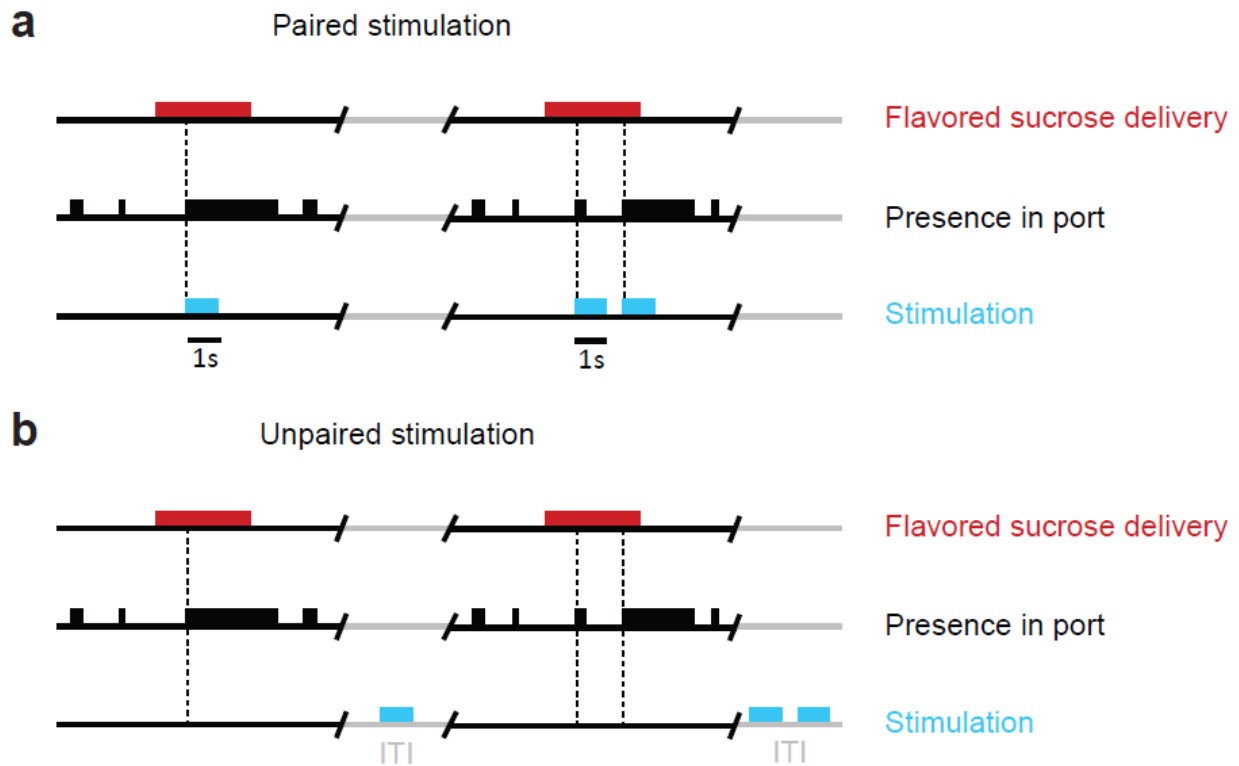 a
Paired stimulation
Flavored sucrose delivery
Presence in port
Stimulation
1s
1s
b
Unpaired stimulation
Flavored sucrose delivery
Presence in port
Stimulation
ITI
ITI